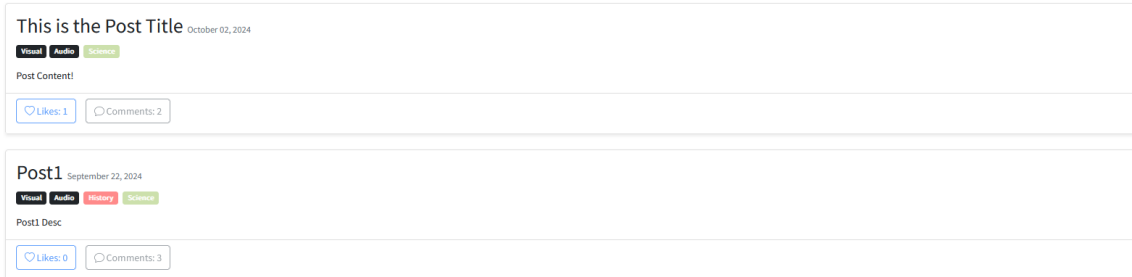 This is the Post Title October 02, 2024
Visual Audio Science
Post Content!
Likes: 1 Comments: 2
Post1 September 22, 2024
Visual Audio History Science
Post1 Desc
Likes: 0 Comments: 3